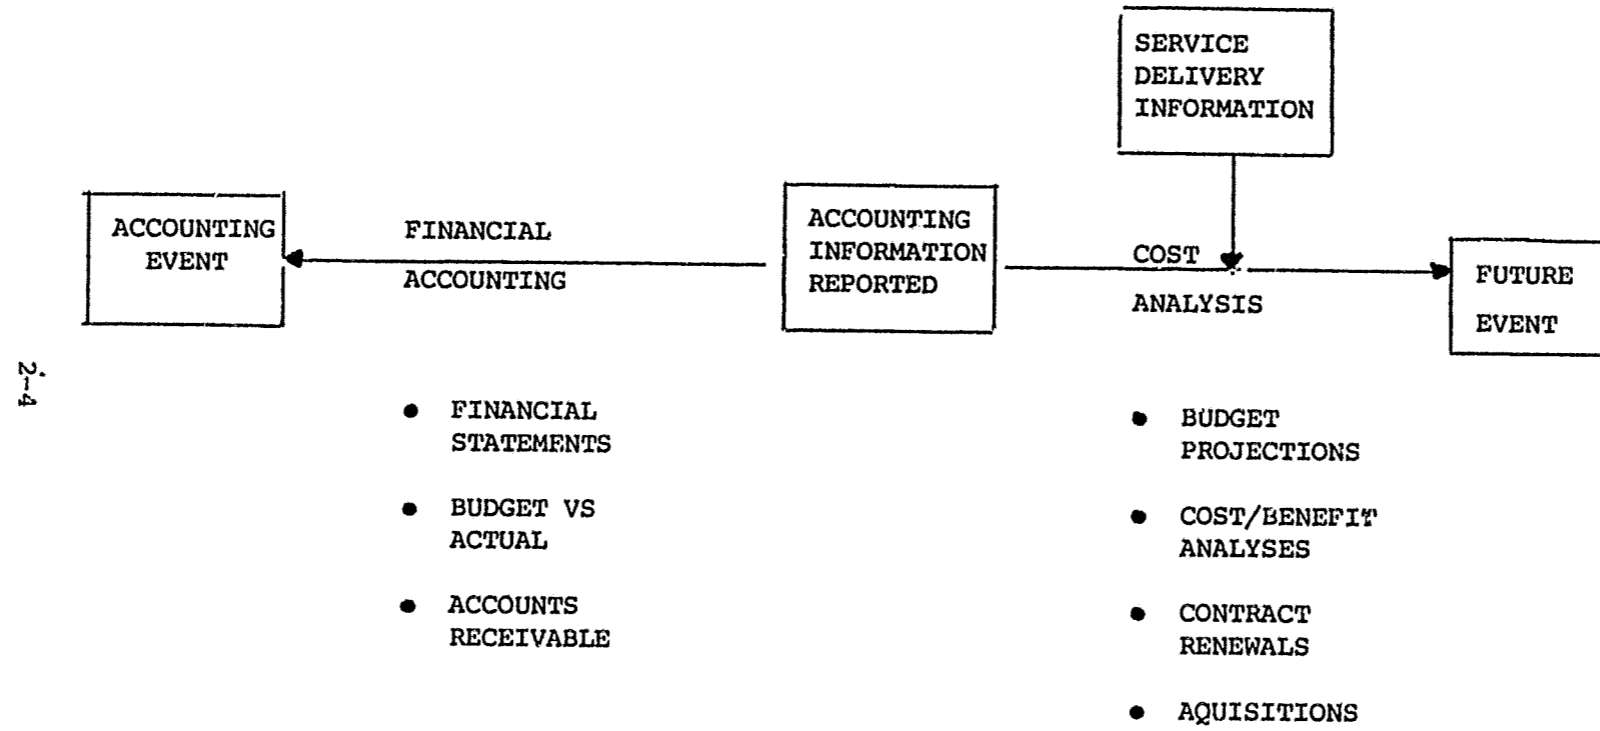 SERVICE
DELIVERY
INFORMATION
ACCOUNTING
EVENT
FINANCIAL
ACCOUNTING
ACCOUNTING
INFORMATION
REPORTED
COST
ANALYSIS
FUTURE
EVENT
2-4
● FINANCIAL
STATEMENTS
● BUDGET VS
ACTUAL
● ACCOUNTS
RECEIVABLE
● BUDGET
PROJECTIONS
● COST/BENEFIT
ANALYSES
● CONTRACT
RENEWALS
● AQUISITIONS